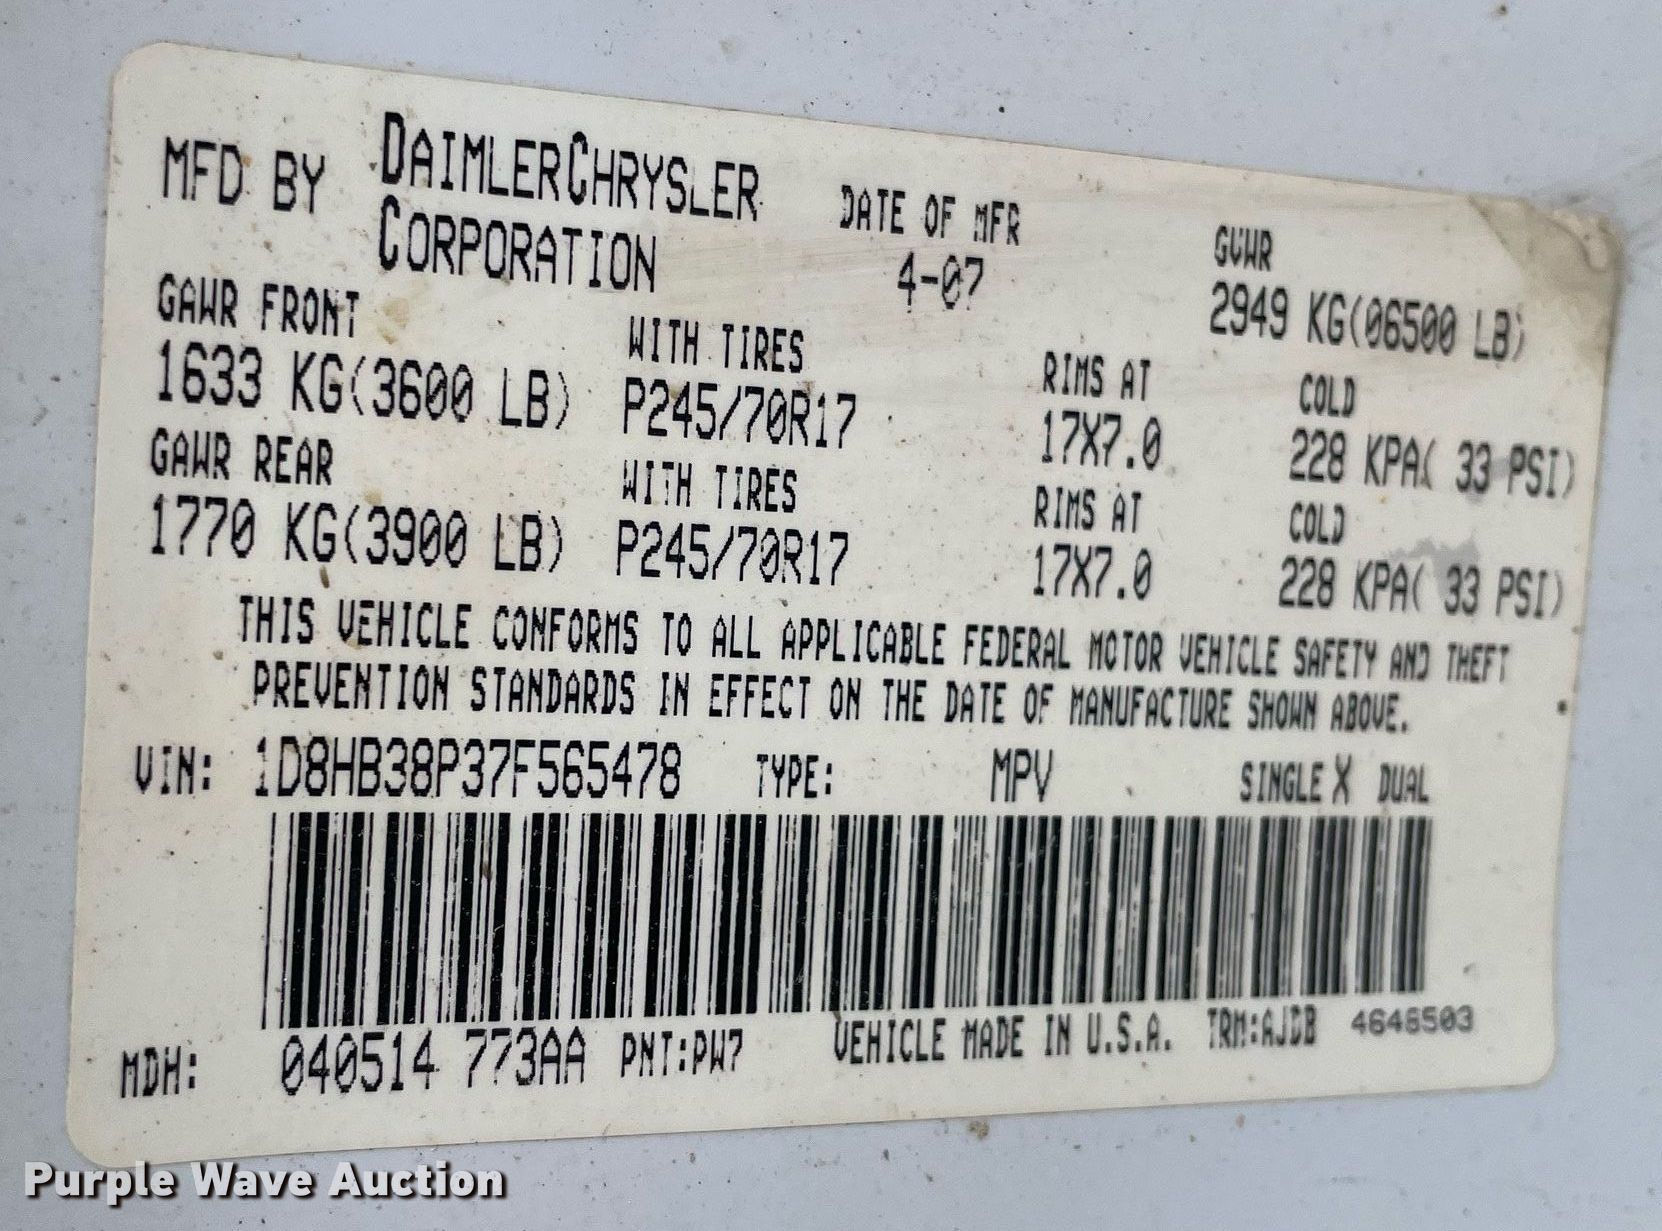 MFD BY DAIMLERCHRYSLER CORPORATION
DATE OF MFR
4-07
GVWR
2949 KG(06500 LB)
GAWR FRONT WITH TIRES RIMS AT COLD
1633 KG(3600 LB) P245/70R17 17X7.0 228 KPA( 33 PSI)
GAWR REAR WITH TIRES RIMS AT COLD
1770 KG(3900 LB) P245/70R17 17X7.0 228 KPA( 33 PSI)
THIS VEHICLE CONFORMS TO ALL APPLICABLE FEDERAL MOTOR VEHICLE SAFETY AND THEFT
PREVENTION STANDARDS IN EFFECT ON THE DATE OF MANUFACTURE SHOWN ABOVE.
VIN: 1D8HB38P37F565478 TYPE: MPV SINGLE X DUAL
MDH: 040514 773AA PNT:PW7 VEHICLE MADE IN U.S.A. TRM:AJDB 4648503
Purple Wave Auction